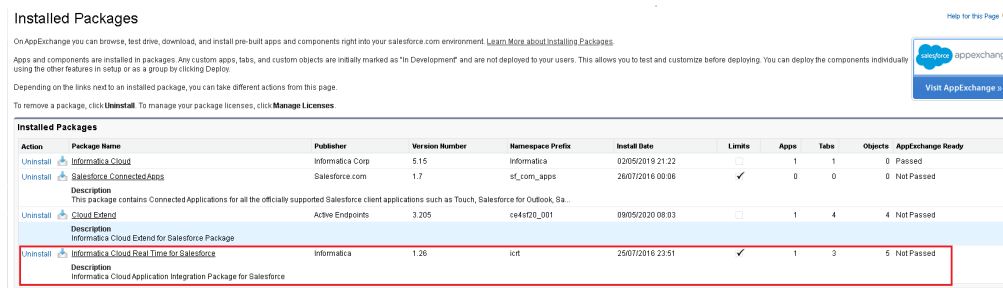 Installed Packages
Help for this Page
On AppExchange you can browse, test drive, download, and install pre-built apps and components right into your salesforce.com environment. Learn More about Installing Packages.
Apps and components are installed in packages. Any custom apps, tabs, and custom objects are initially marked as "In Development" and are not deployed to your users. This allows you to test and customize before deploying. You can deploy the components individually
using the other features in setup or as a group by clicking Deploy.
salesforce appexchang
Visit AppExchange »
Depending on the links next to an installed package, you can take different actions from this page.
To remove a package, click Uninstall. To manage your package licenses, click Manage Licenses.
Installed Packages
Action Package Name Publisher Version Number Namespace Prefix Install Date Limits Apps Tabs Objects AppExchange Ready
Uninstall Informatica Cloud Informatica Corp 5.15 Informatica 02/05/2019 21:22 1 1 0 Passed
Uninstall Salesforce Connected Apps Salesforce.com 1.7 sf_com_apps 26/07/2016 00:06 ✓ 0 0 0 Not Passed
Description
This package contains Connected Applications for all the officially supported Salesforce client applications such as Touch, Salesforce for Outlook, Sa...
Uninstall Cloud Extend Active Endpoints 3.205 ce4sf20_001 09/05/2020 08:03 1 4 4 Not Passed
Description
Informatica Cloud Extend for Salesforce Package
Uninstall Informatica Cloud Real Time for Salesforce Informatica 1.26 icrt 25/07/2016 23:51 ✓ 1 3 5 Not Passed
Description
Informatica Cloud Application Integration Package for Salesforce